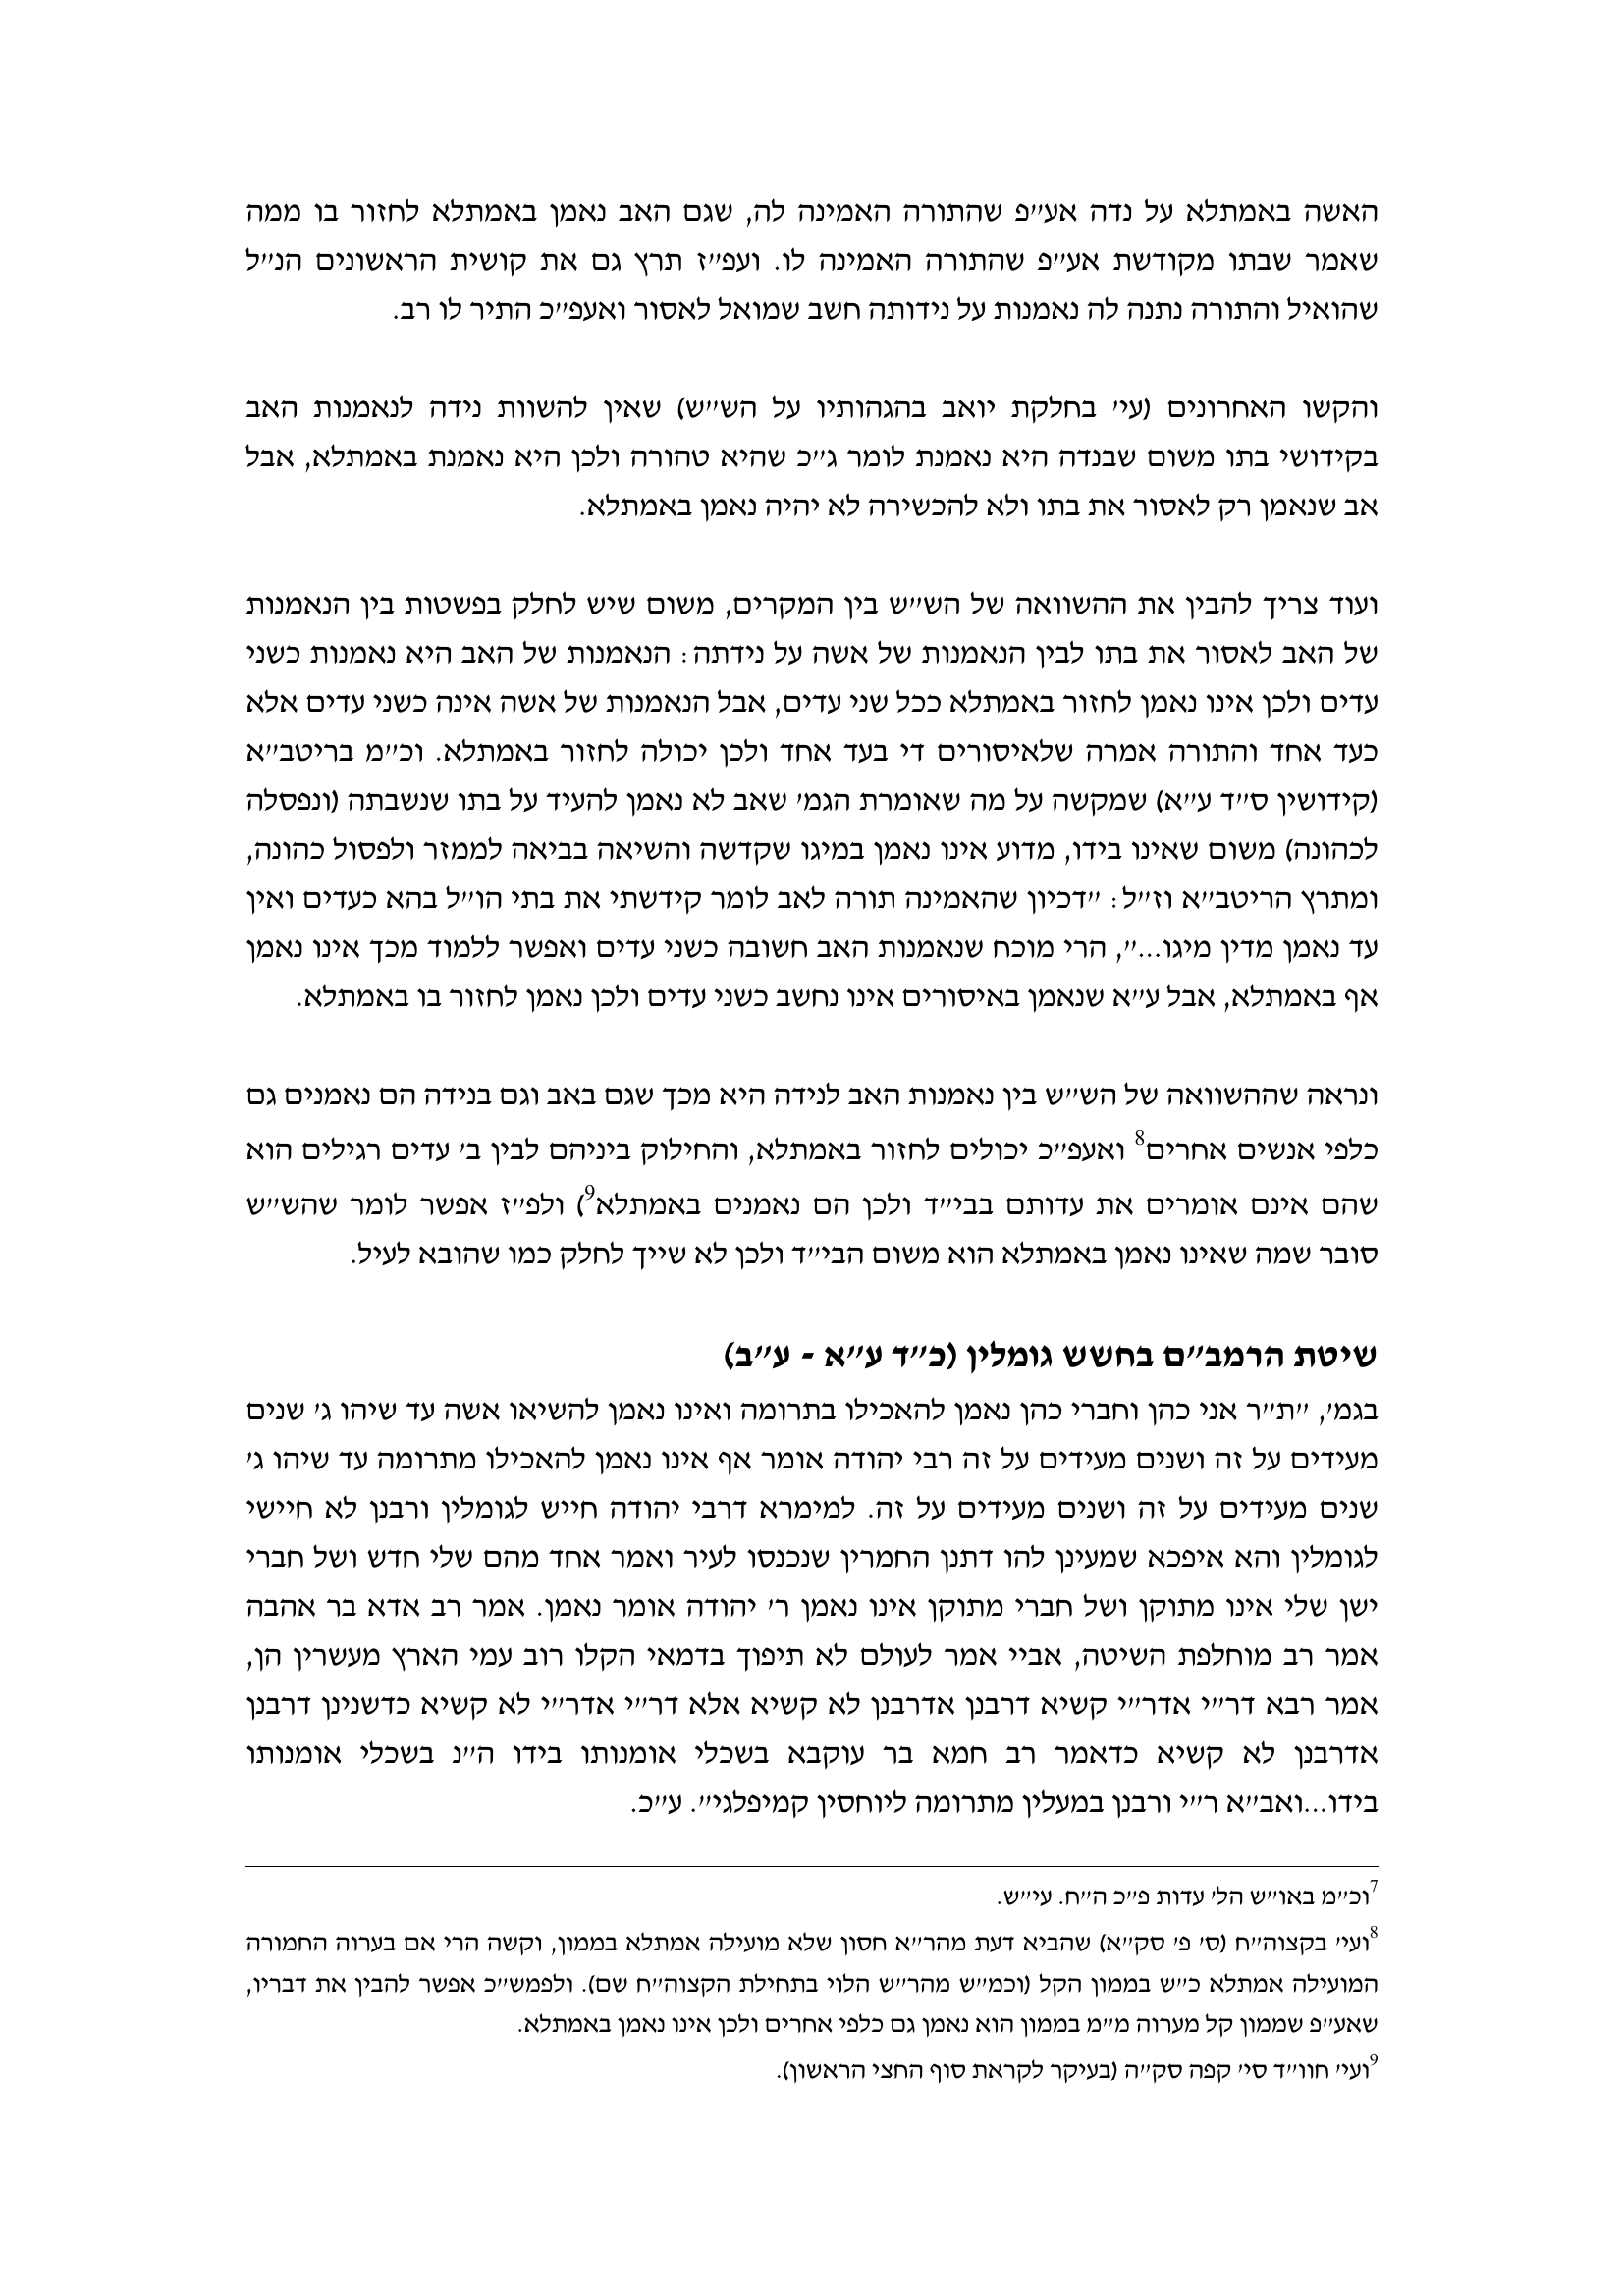 האשה באמתלא על נדה אע״פ שהתורה האמינה לה, שגם האב נאמן באמתלא לחזור בו ממה
שאמר שבתו מקודשת אע״פ שהתורה האמינה לו. ועפ״ז תרץ גם את קושית הראשונים הנ״ל
שהואיל והתורה נתנה לה נאמנות על נידותה חשב שמואל לאסור ואעפ״כ התיר לו רב.
והקשו האחרונים (עי׳ בחלקת יואב בהגהותיו על הש״ש) שאין להשוות נידה לנאמנות האב
בקידושי בתו משום שבנדה היא נאמנת לומר ג״כ שהיא טהורה ולכן היא נאמנת באמתלא, אבל
אב שנאמן רק לאסור את בתו ולא להכשירה לא יהיה נאמן באמתלא.
ועוד צריך להבין את ההשוואה של הש״ש בין המקרים, משום שיש לחלק בפשטות בין הנאמנות
של האב לאסור את בתו לבין הנאמנות של אשה על נידתה: הנאמנות של האב היא נאמנות כשני
עדים ולכן אינו נאמן לחזור באמתלא ככל שני עדים, אבל הנאמנות של אשה אינה כשני עדים אלא
כעד אחד והתורה אמרה שלאיסורים די בעד אחד ולכן יכולה לחזור באמתלא. וכ״מ בריטב״א
(קידושין ס״ד ע״א) שמקשה על מה שאומרת הגמ׳ שאב לא נאמן להעיד על בתו שנשבתה (ונפסלה
לכהונה) משום שאינו בידו, מדוע אינו נאמן במיגו שקדשה והשיאה בביאה לממזר ולפסול כהונה,
ומתרץ הריטב״א וז״ל: ״דכיון שהאמינה תורה לאב לומר קידשתי את בתי הו״ל בהא כעדים ואין
עד נאמן מדין מיגו...״, הרי מוכח שנאמנות האב חשובה כשני עדים ואפשר ללמוד מכך אינו נאמן
אף באמתלא, אבל ע״א שנאמן באיסורים אינו נחשב כשני עדים ולכן נאמן לחזור בו באמתלא.
ונראה שההשוואה של הש״ש בין נאמנות האב לנידה היא מכך שגם באב וגם בנידה הם נאמנים גם
כלפי אנשים אחרים8 ואעפ״כ יכולים לחזור באמתלא, והחילוק ביניהם לבין ב׳ עדים רגילים הוא
שהם אינם אומרים את עדותם בבי״ד ולכן הם נאמנים באמתלא9) ולפ״ז אפשר לומר שהש״ש
סובר שמה שאינו נאמן באמתלא הוא משום הבי״ד ולכן לא שייך לחלק כמו שהובא לעיל.
שיטת הרמב״ם בחשש גומלין (כ״ד ע״א - ע״ב)
בגמ׳, ״ת״ר אני כהן וחברי כהן נאמן להאכילו בתרומה ואינו נאמן להשיאו אשה עד שיהו ג׳ שנים
מעידים על זה ושנים מעידים על זה רבי יהודה אומר אף אינו נאמן להאכילו מתרומה עד שיהו ג׳
שנים מעידים על זה ושנים מעידים על זה. למימרא דרבי יהודה חייש לגומלין ורבנן לא חיישי
לגומלין והא איפכא שמעינן להו דתנן החמרין שנכנסו לעיר ואמר אחד מהם שלי חדש ושל חברי
ישן שלי אינו מתוקן ושל חברי מתוקן אינו נאמן ר׳ יהודה אומר נאמן. אמר רב אדא בר אהבה
אמר רב מוחלפת השיטה, אביי אמר לעולם לא תיפוך בדמאי הקלו רוב עמי הארץ מעשרין הן,
אמר רבא דר״י אדר״י קשיא דרבנן אדרבנן לא קשיא אלא דר״י אדר״י לא קשיא כדשנינן דרבנן
אדרבנן לא קשיא כדאמר רב חמא בר עוקבא בשכלי אומנותו בידו ה״נ בשכלי אומנותו
בידו...ואב״א ר״י ורבנן במעלין מתרומה ליוחסין קמיפלגי״. ע״כ.
7וכ״מ באו״ש הל׳ עדות פ״כ ה״ח. עי״ש.
8ועי׳ בקצוה״ח (ס׳ פ׳ סק״א) שהביא דעת מהר״א חסון שלא מועילה אמתלא בממון, וקשה הרי אם בערוה החמורה
המועילה אמתלא כ״ש בממון הקל (וכמ״ש מהר״ש הלוי בתחילת הקצוה״ח שם). ולפמש״כ אפשר להבין את דבריו,
שאע״פ שממון קל מערוה מ״מ בממון הוא נאמן גם כלפי אחרים ולכן אינו נאמן באמתלא.
9ועי׳ חוו״ד סי׳ קפה סק״ה (בעיקר לקראת סוף החצי הראשון).